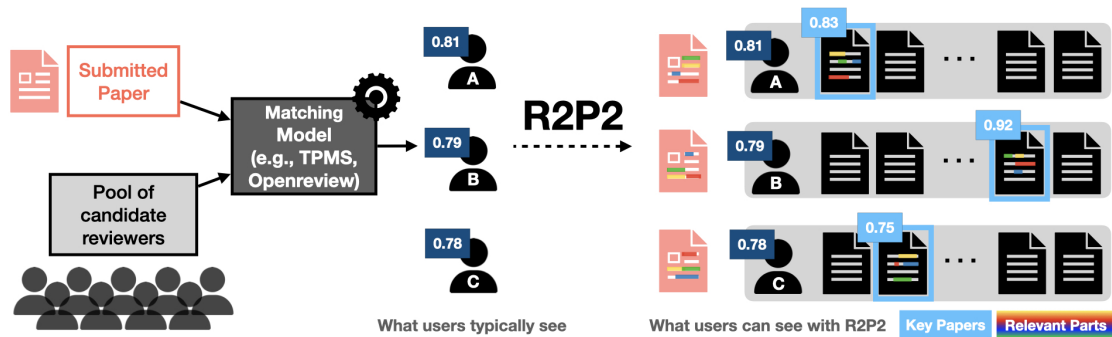 Submitted
Paper
Pool of
candidate
reviewers
Matching
Model
(e.g., TPMS,
Openreview)
0.81
A
0.79
B
0.78
C
What users typically see
R2P2
0.81
A
0.83
...
0.79
B
0.92
...
0.78
C
0.75
...
What users can see with R2P2
Key Papers
Relevant Parts